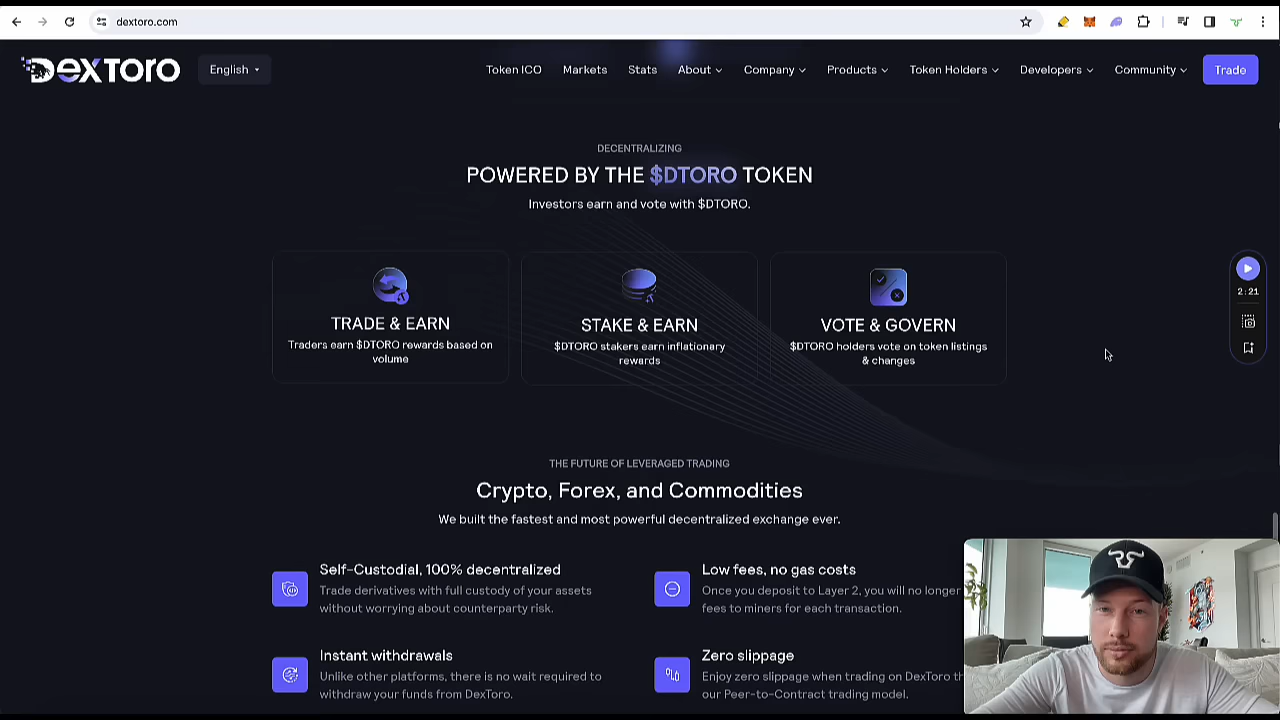 dextoro.com
DEXTORO
English
Token ICO
Markets
Stats
About
Company
Products
Token Holders
Developers
Community
Trade
DECENTRALIZING
POWERED BY THE $DTORO TOKEN
Investors earn and vote with $DTORO.
TRADE & EARN
Traders earn $DTORO rewards based on
volume
STAKE & EARN
$DTORO stakers earn inflationary
rewards
VOTE & GOVERN
$DTORO holders vote on token listings
& changes
2:21
THE FUTURE OF LEVERAGED TRADING
Crypto, Forex, and Commodities
We built the fastest and most powerful decentralized exchange ever.
Self-Custodial, 100% decentralized
Trade derivatives with full custody of your assets
without worrying about counterparty risk.
Low fees, no gas costs
Once you deposit to Layer 2, you will no longer
fees to miners for each transaction.
Instant withdrawals
Unlike other platforms, there is no wait required to
withdraw your funds from DexToro.
Zero slippage
Enjoy zero slippage when trading on DexToro th
our Peer-to-Contract trading model.